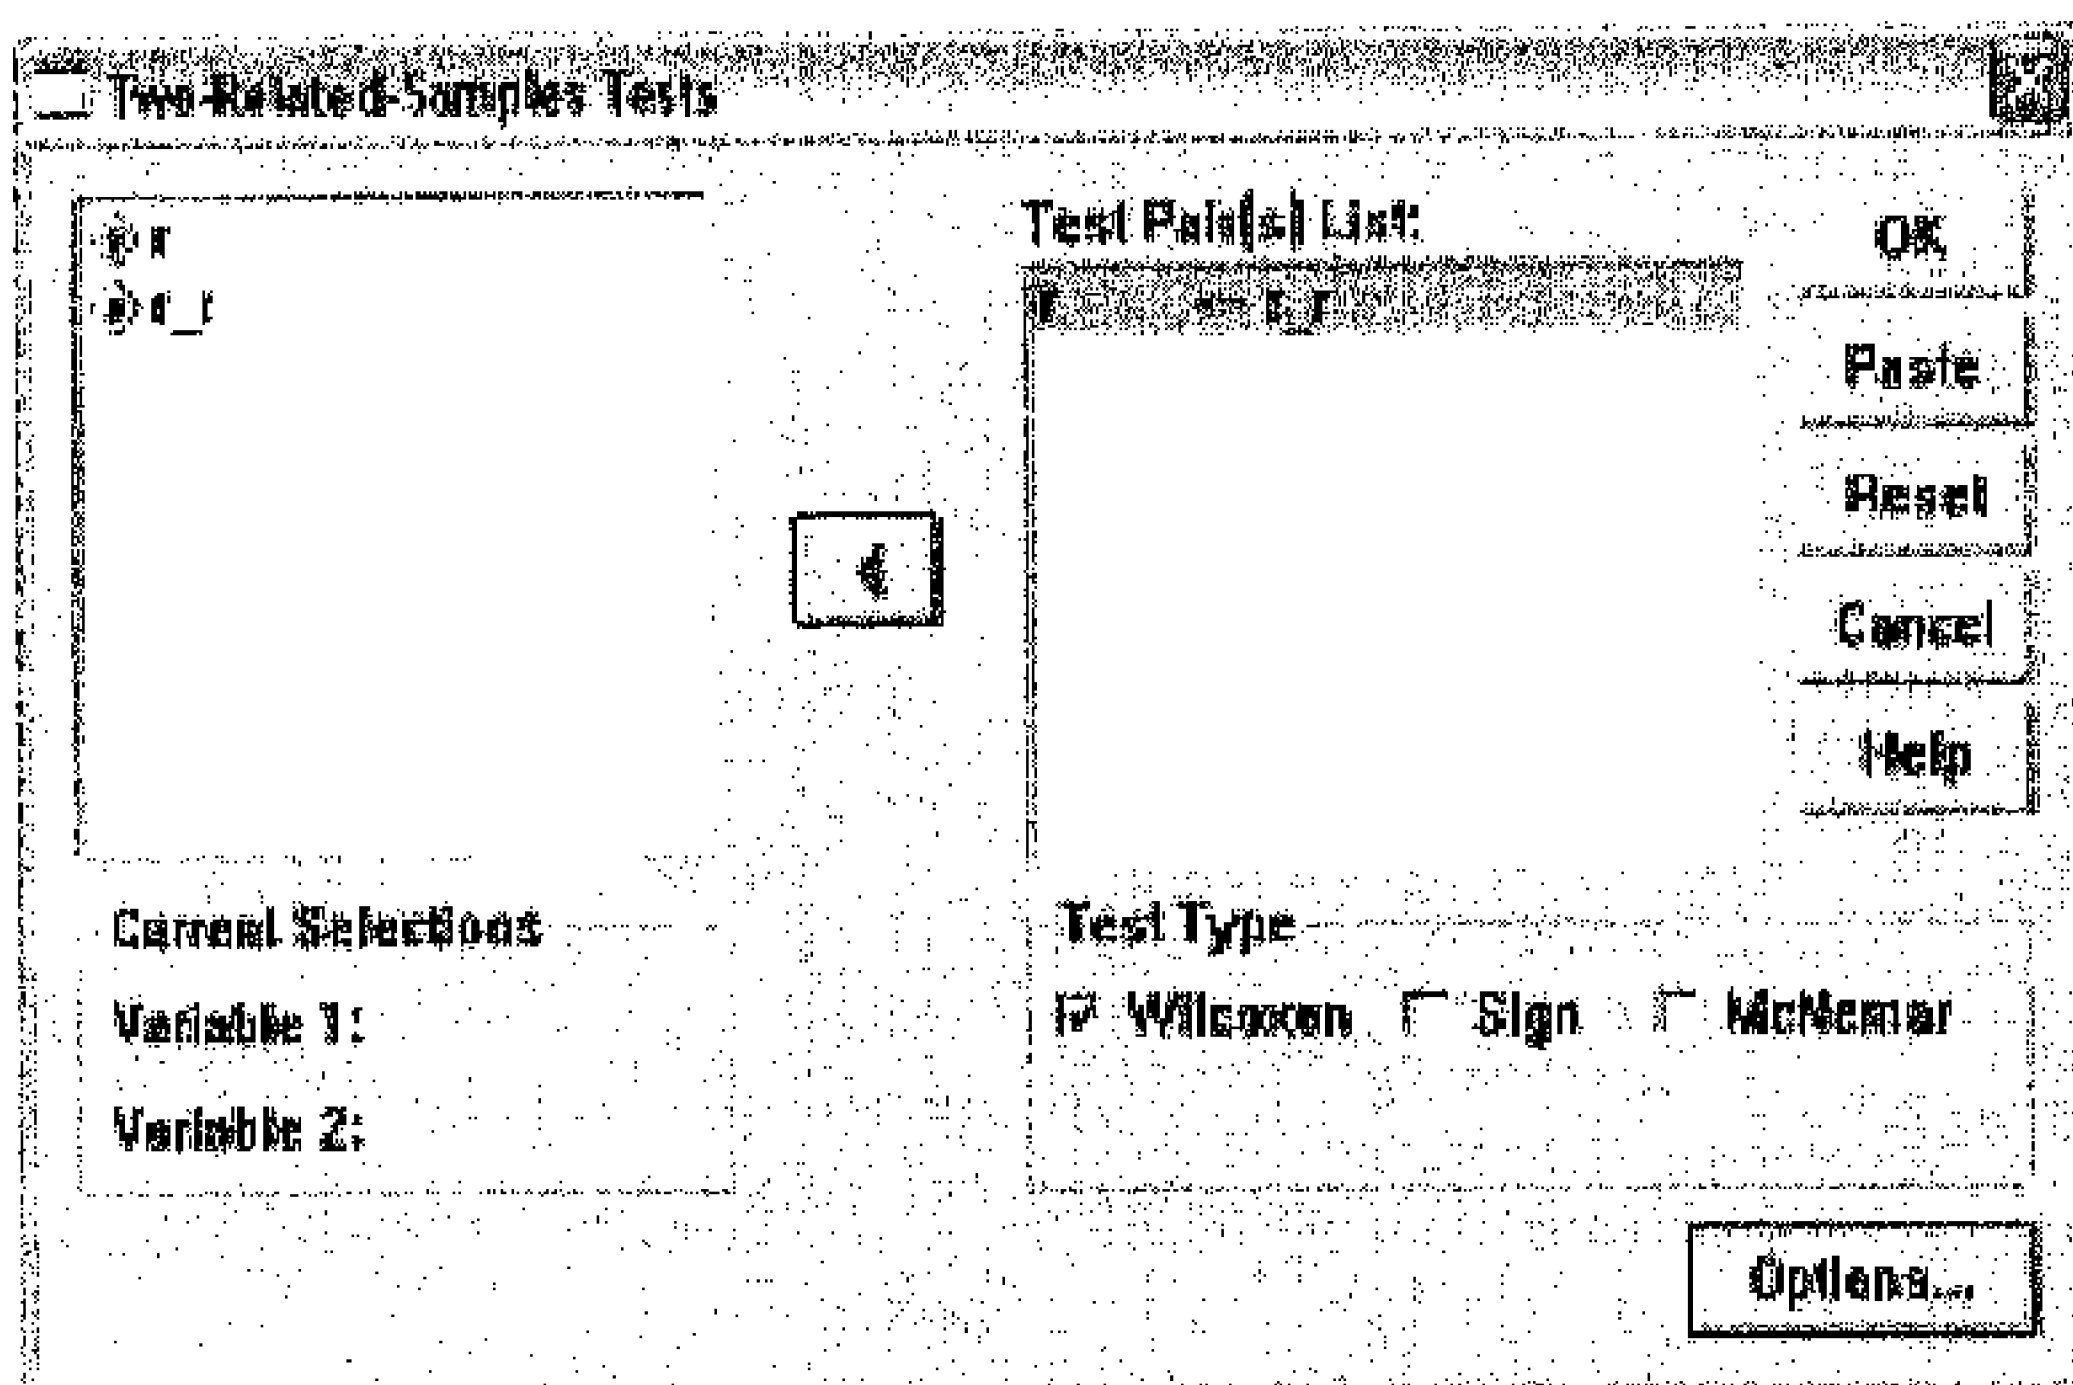 Two-Related-Samples Tests
Test Pair(s) List:
OK
Paste
Reset
Cancel
Help
Current Selections
Variable 1:
Variable 2:
Test Type
Wilcoxon
Sign
McNemar
Options...